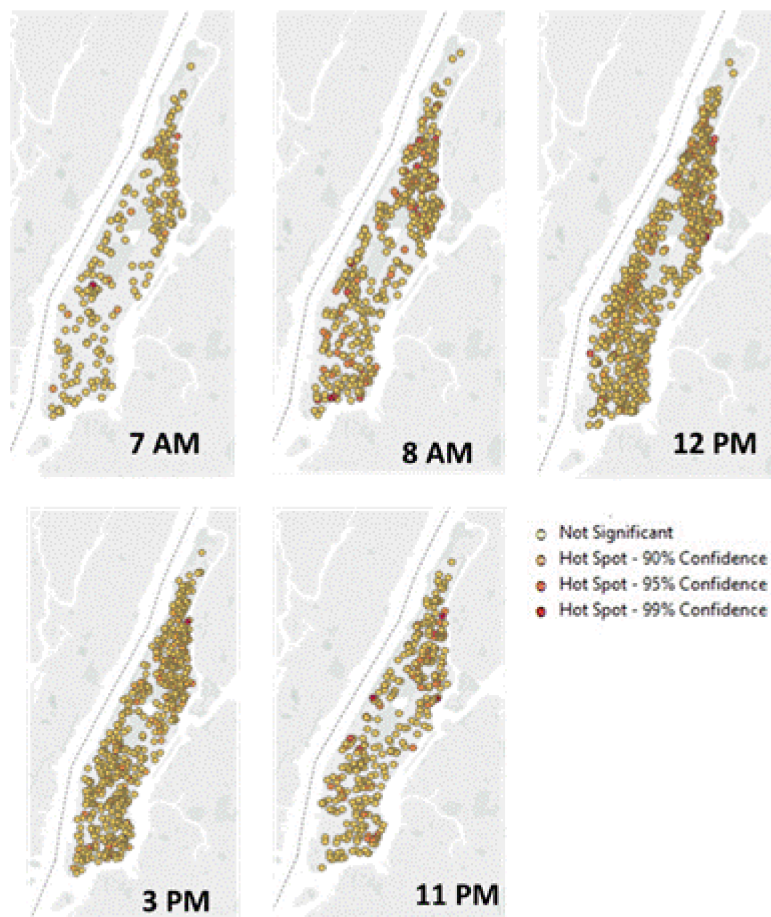 7 AM
8 AM
12 PM
3 PM
11 PM
Not Significant
Hot Spot - 90% Confidence
Hot Spot - 95% Confidence
Hot Spot - 99% Confidence